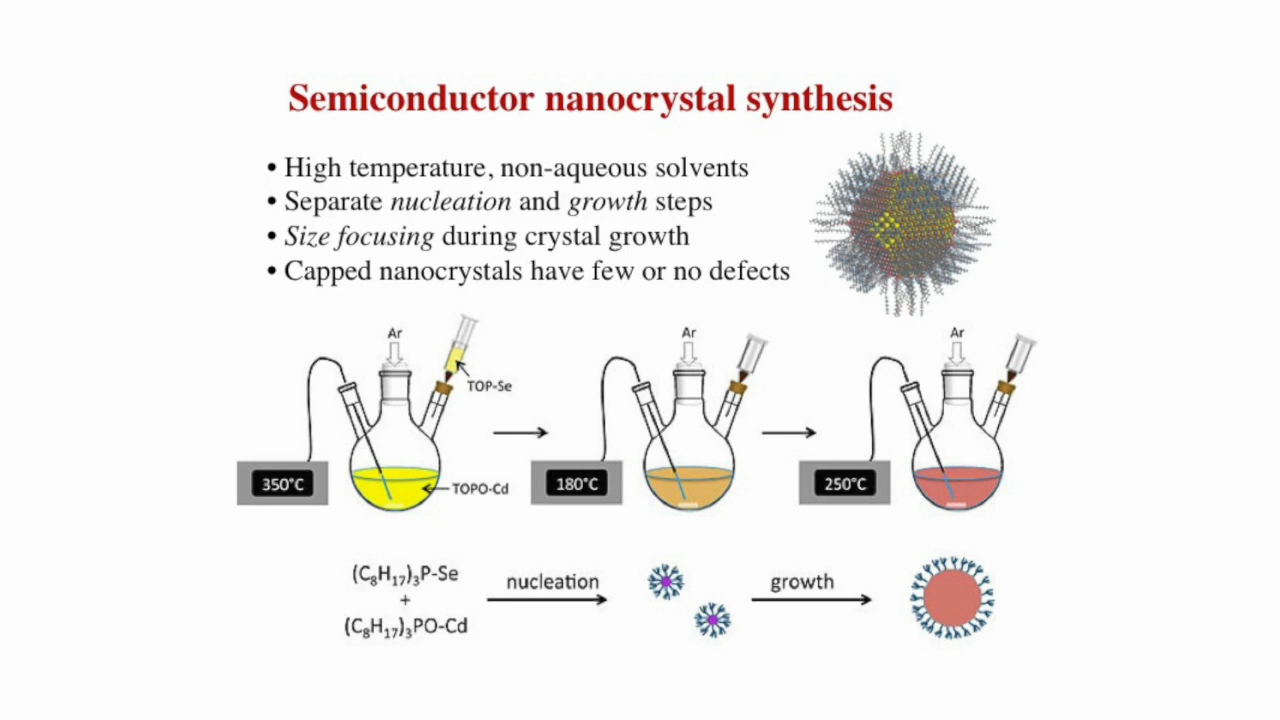 Semiconductor nanocrystal synthesis
• High temperature, non-aqueous solvents
• Separate nucleation and growth steps
• Size focusing during crystal growth
• Capped nanocrystals have few or no defects
Ar
TOP-Se
TOPO-Cd
350°C
Ar
180°C
Ar
250°C
(C₈H₁₇)₃P-Se
+
(C₈H₁₇)₃PO-Cd
nucleation
growth